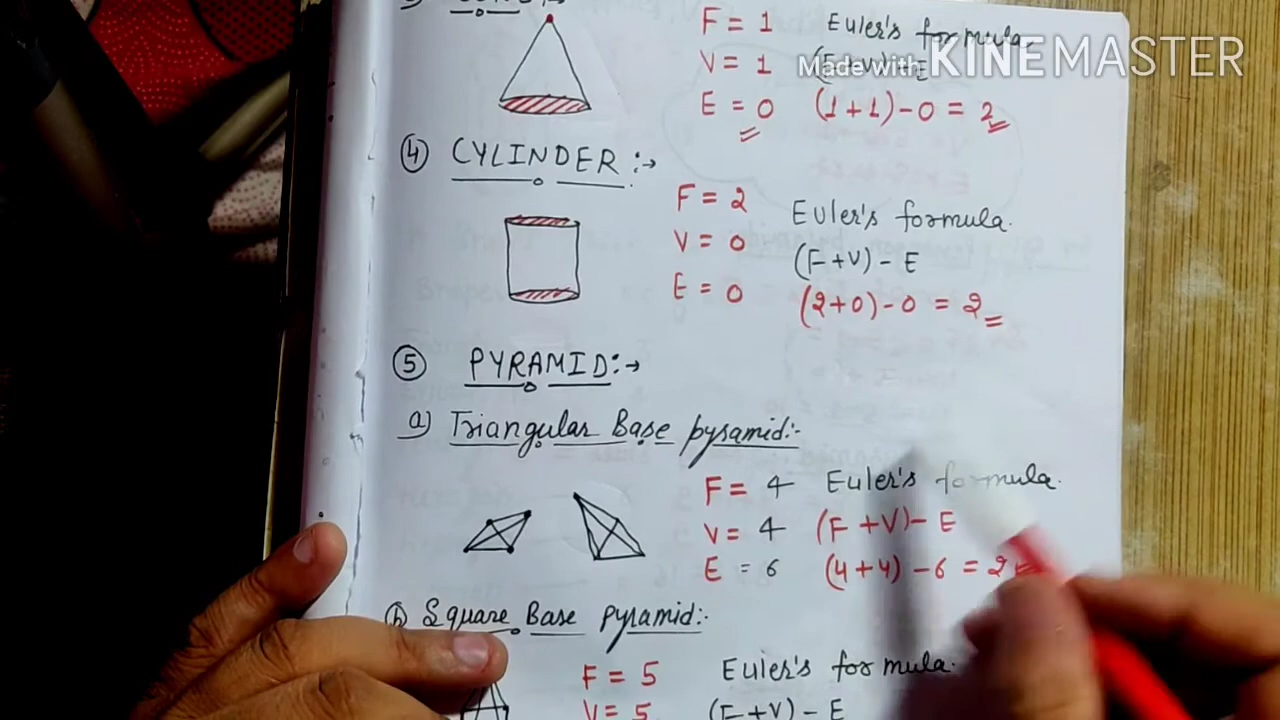 F = 1 Euler's formula
Made with KINEMASTER
V = 1 (F+V) - E
E = 0 (1+1)-0 = 2
④ CYLINDER:→
F = 2 Euler's formula.
V = 0 (F+V) - E
E = 0 (2+0)-0 = 2
⑤ PYRAMID:→
a) Triangular Base pyramid:-
F = 4 Euler's formula.
V = 4 (F+V)- E
E = 6 (4+4) - 6 = 2
b) Square Base pyramid:-
F = 5 Euler's formula.
V = 5 (F+V) - E